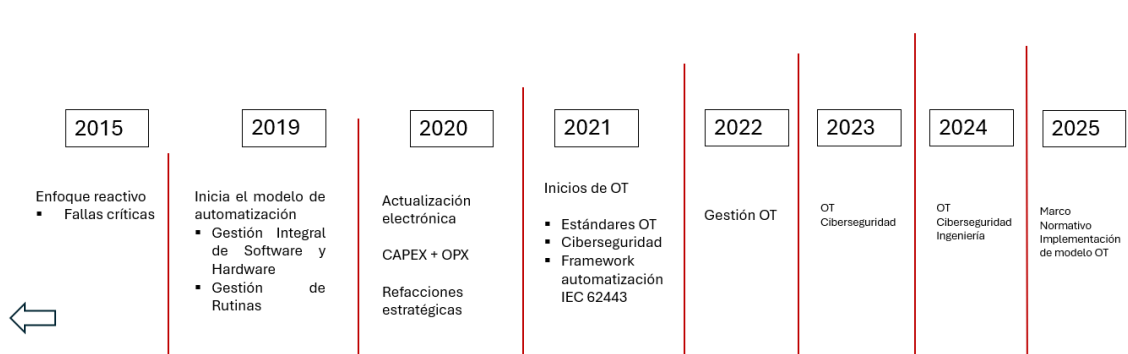 2015
Enfoque reactivo
▪ Fallas críticas
2019
Inicia el modelo de
automatización
▪ Gestión Integral
de Software y
Hardware
▪ Gestión de
Rutinas
2020
Actualización
electrónica
CAPEX + OPX
Refacciones
estratégicas
2021
Inicios de OT
▪ Estándares OT
▪ Ciberseguridad
▪ Framework
automatización
IEC 62443
2022
Gestión OT
2023
OT
Ciberseguridad
2024
OT
Ciberseguridad
Ingeniería
2025
Marco
Normativo
Implementación
de modelo OT